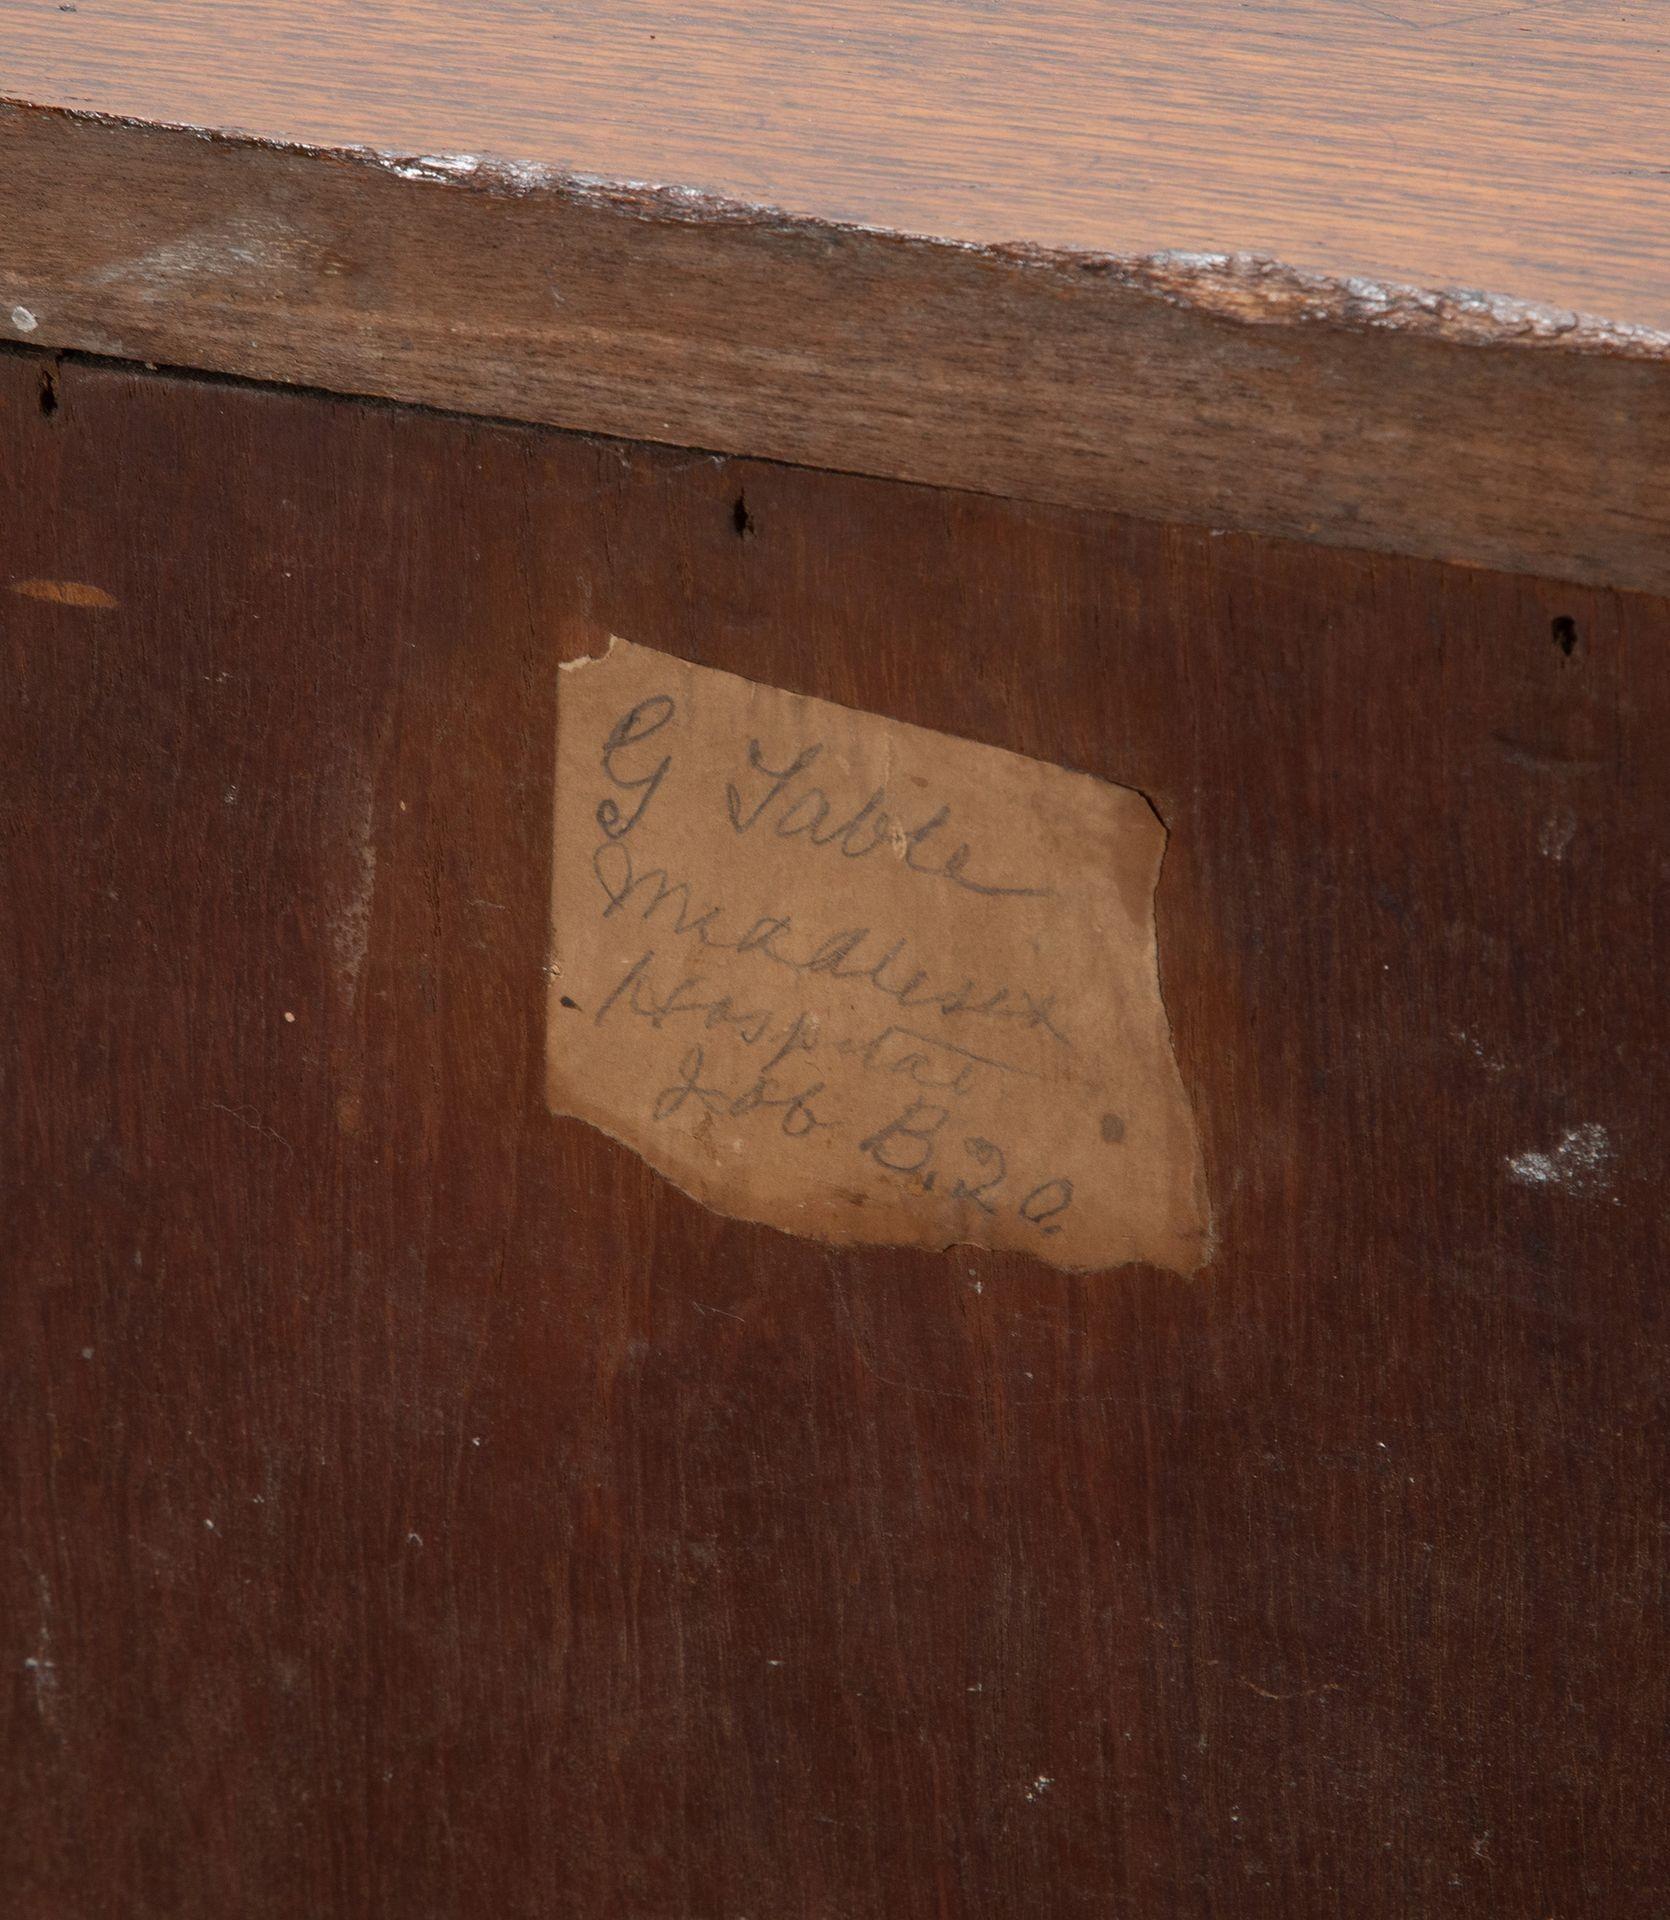 G Table
Middlesex
Hospital
Job B.20.